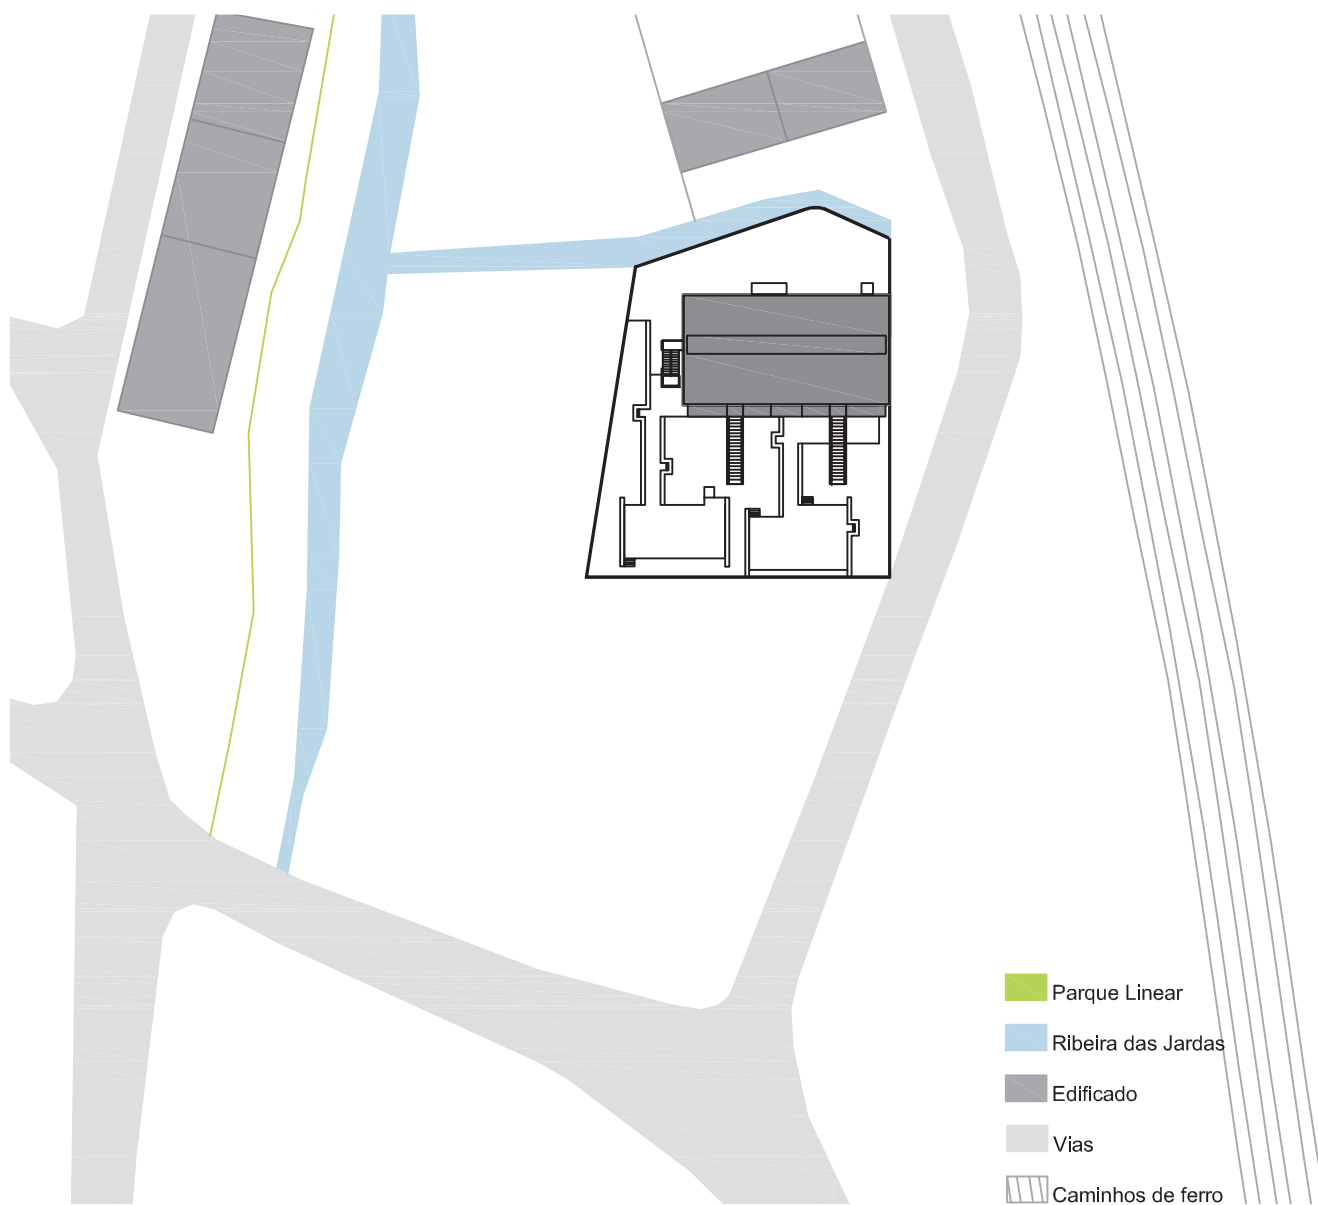 Parque Linear
Ribeira das Jardas
Edificado
Vias
Caminhos de ferro